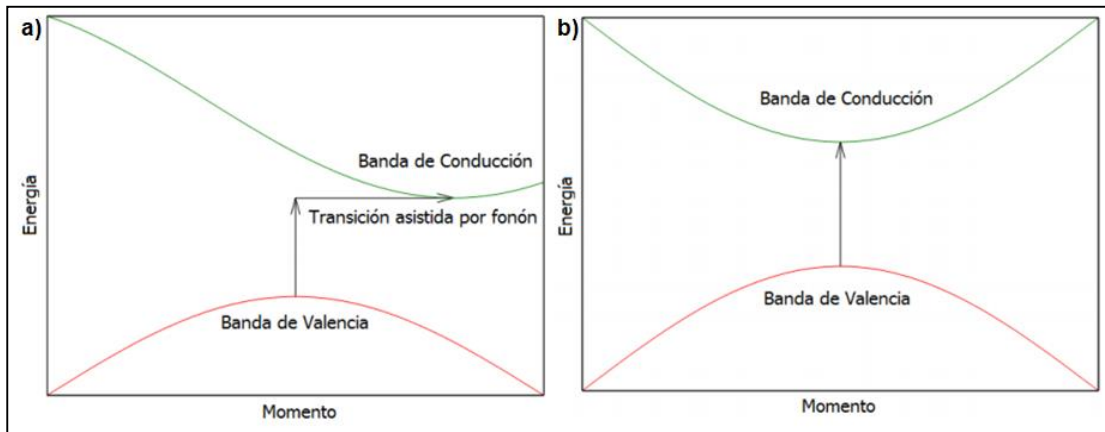 a)
Banda de Conducción
Transición asistida por fonón
Banda de Valencia
Energía
Momento
b)
Banda de Conducción
Banda de Valencia
Energía
Momento